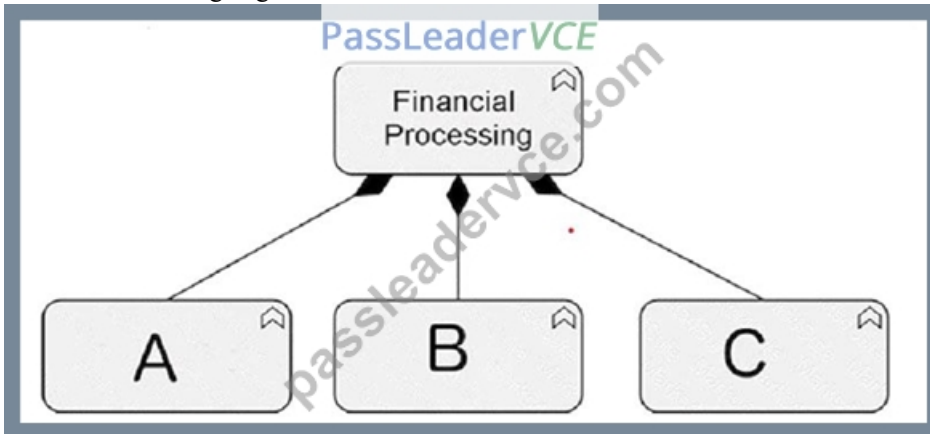 PassLeaderVCE
Financial
Processing
passleadervce.com
A
B
C